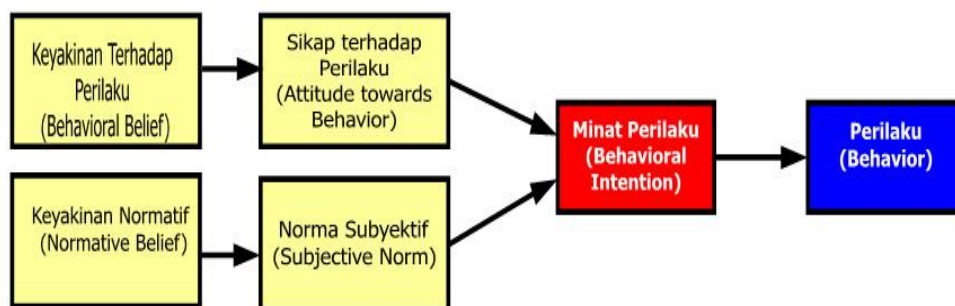 Keyakinan Terhadap
Perilaku
(Behavioral Belief)
Sikap terhadap
Perilaku
(Attitude towards
Behavior)
Keyakinan Normatif
(Normative Belief)
Norma Subyektif
(Subjective Norm)
Minat Perilaku
(Behavioral
Intention)
Perilaku
(Behavior)